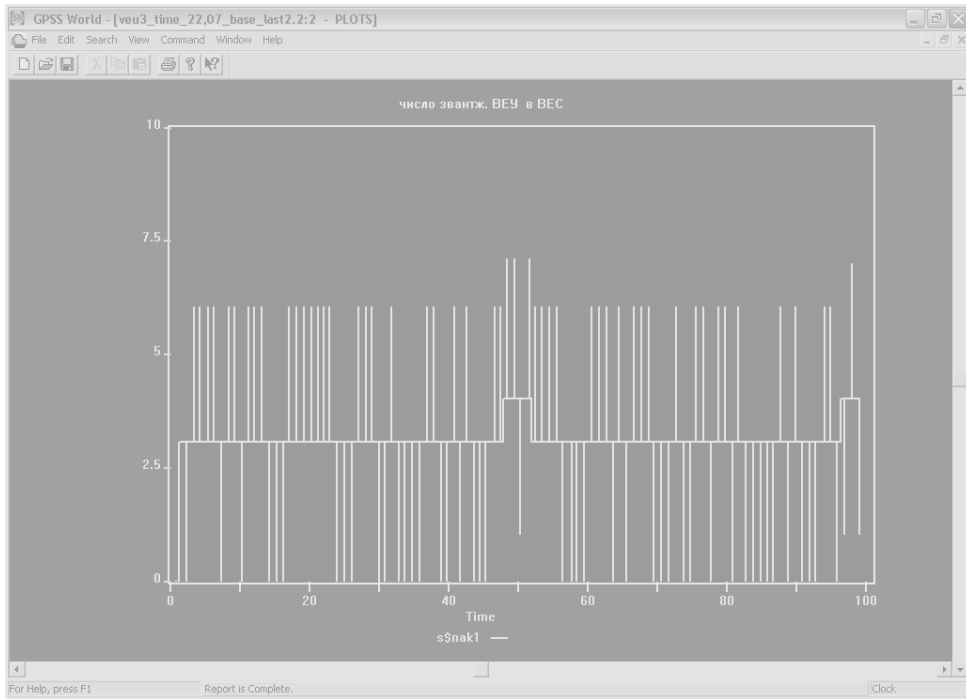 GPSS World - [veu3_time_22,07_base_last2.2:2 - PLOTS]
File Edit Search View Command Window Help
число звантж. ВЕУ в ВЕС
10
7.5
5
2.5
0
0 20 40 60 80 100
Time
s$nak1
For Help, press F1 Report is Complete. Clock